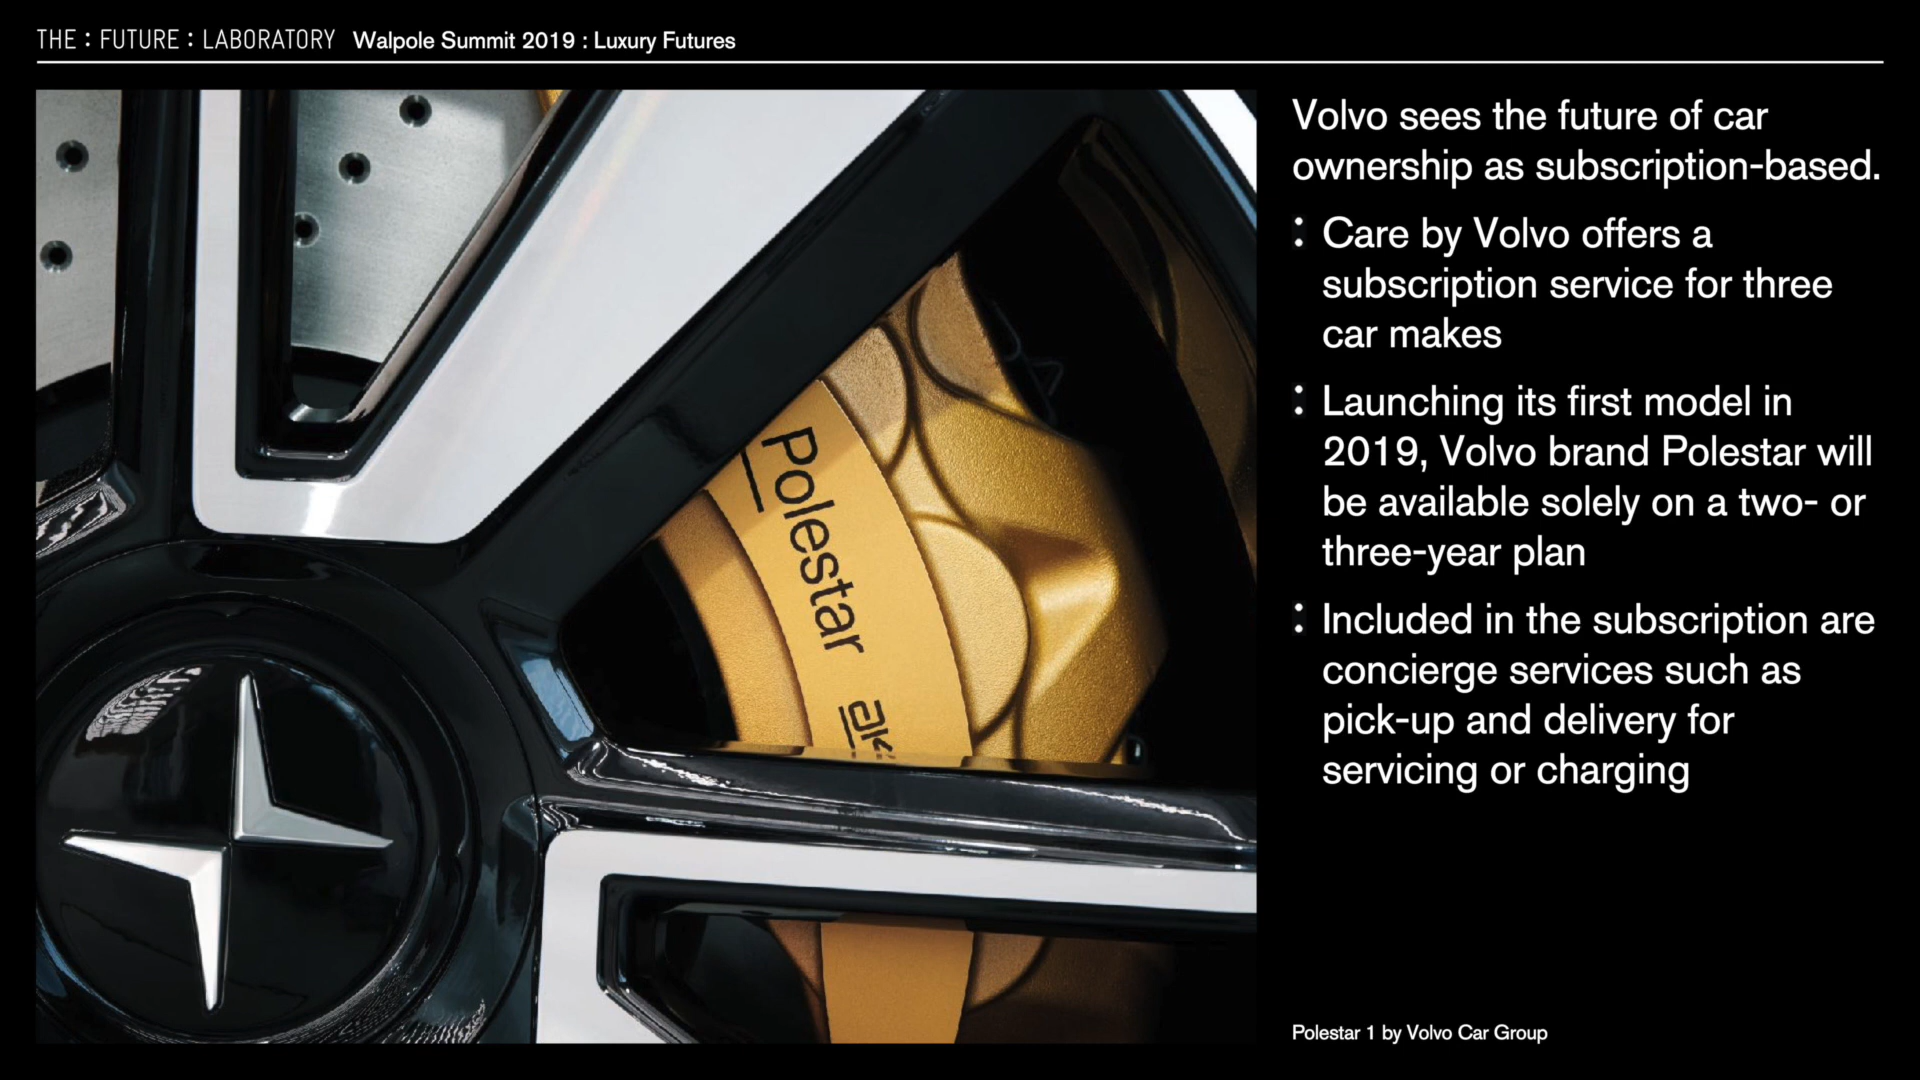 THE : FUTURE : LABORATORY Walpole Summit 2019 : Luxury Futures
Volvo sees the future of car
ownership as subscription-based.
: Care by Volvo offers a
subscription service for three
car makes
: Launching its first model in
2019, Volvo brand Polestar will
be available solely on a two- or
three-year plan
: Included in the subscription are
concierge services such as
pick-up and delivery for
servicing or charging
Polestar
Polestar 1 by Volvo Car Group